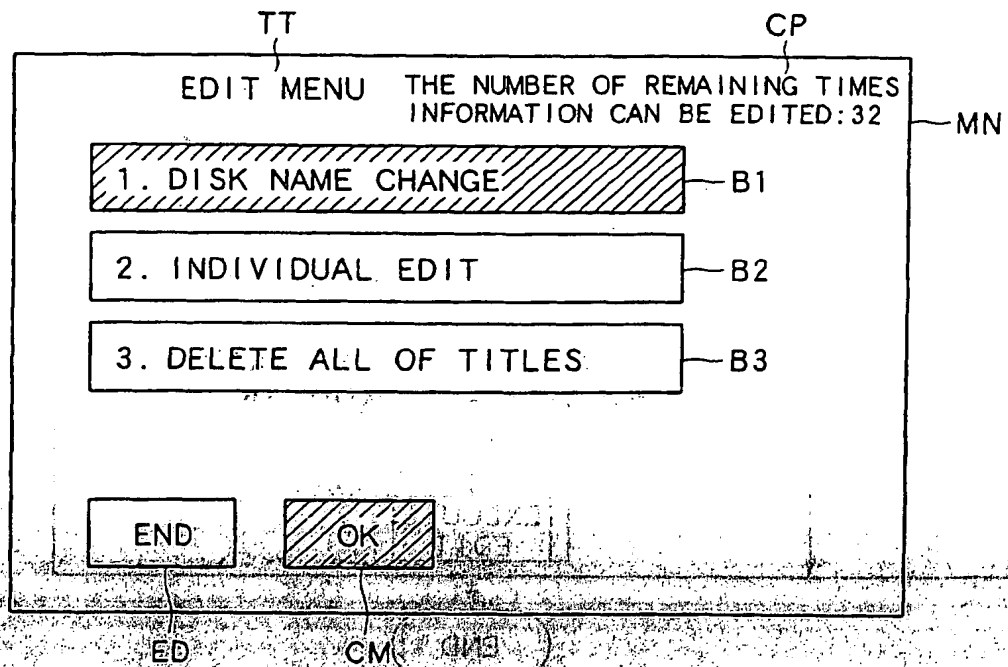 TT
CP
EDIT MENU
THE NUMBER OF REMAINING TIMES
INFORMATION CAN BE EDITED:32
MN
1. DISK NAME CHANGE
B1
2. INDIVIDUAL EDIT
B2
3. DELETE ALL OF TITLES
B3
END
OK
ED
CM